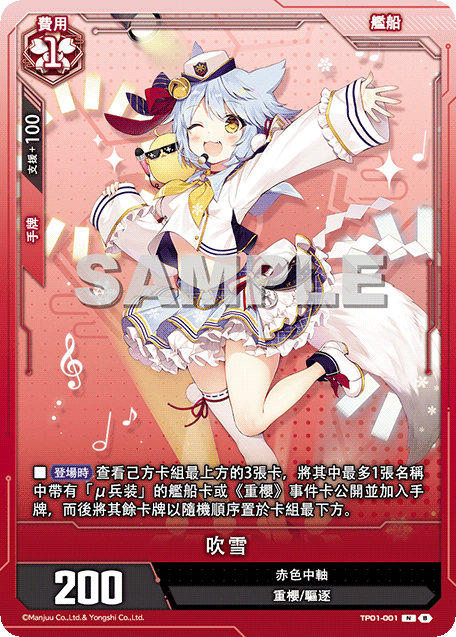 費用
1
艦船
支援+100
手牌
SAMPLE
■ 登場時 查看己方卡組最上方的3張卡，將其中最多1張名稱
中帶有「μ兵装」的艦船卡或《重櫻》事件卡公開並加入手
牌，而後將其餘卡牌以隨機順序置於卡組最下方。
吹雪
200
赤色中軸
重櫻/驅逐
©Manjuu Co.,Ltd.& Yongshi Co.,Ltd.
TP01-001 N B